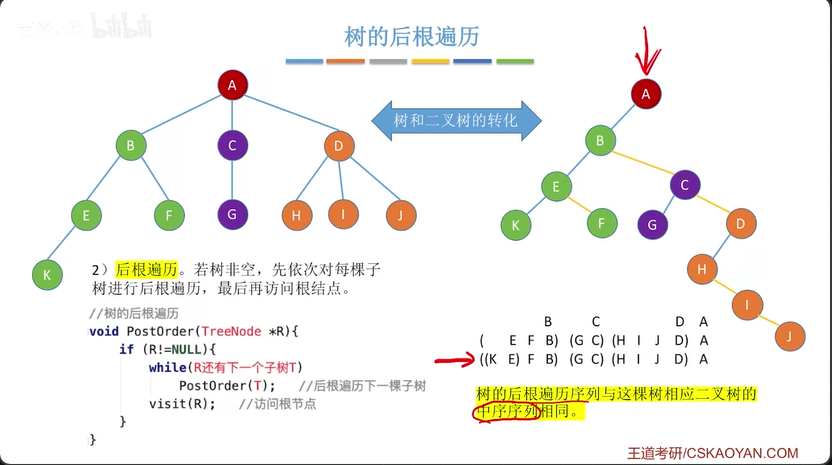 树的后根遍历
A
B
C
D
E
F
G
H
I
J
K
树和二叉树的转化
A
B
C
E
D
K
F
G
H
I
J
2）后根遍历。若树非空，先依次对每棵子
树进行后根遍历，最后再访问根结点。
//树的后根遍历
void PostOrder(TreeNode *R){
if (R!=NULL){
while(R还有下一个子树T)
PostOrder(T); //后根遍历下一棵子树
visit(R); //访问根节点
}
}
B C D A
( E F B) (G C) (H I J D) A
((K E) F B) (G C) (H I J D) A
树的后根遍历序列与这棵树相应二叉树的
中序序列相同。
王道考研/CSKAOYAN.COM
bilibili